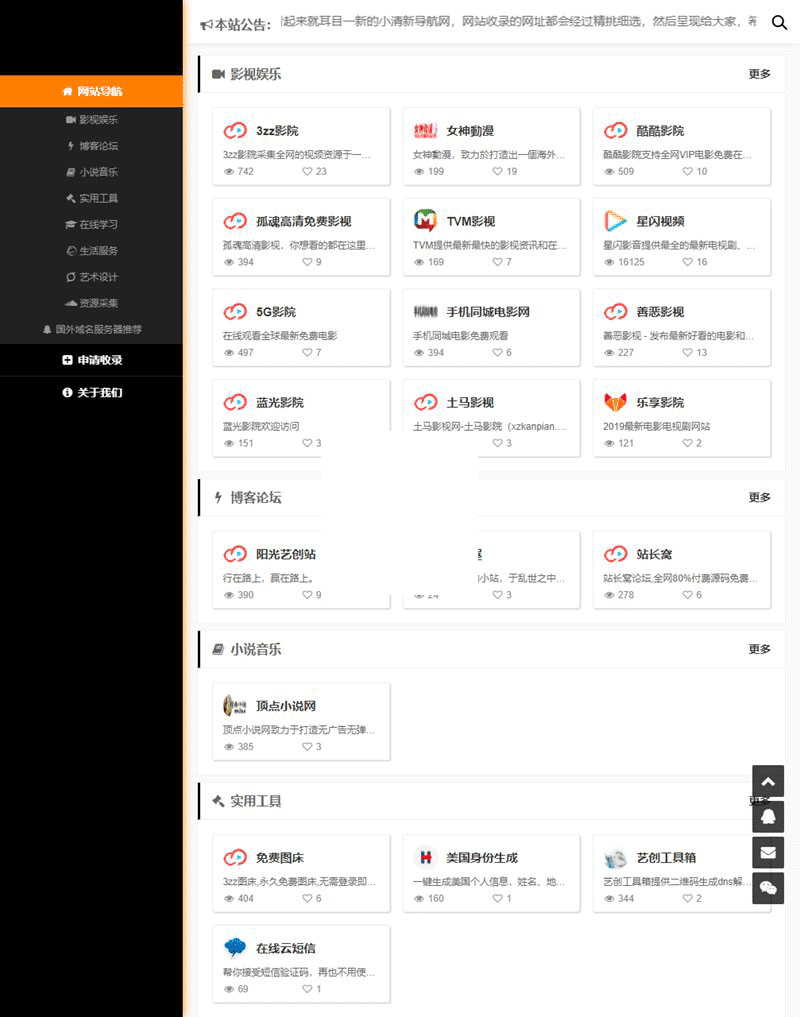 本站公告：
起来就耳目一新的小清新导航网，网站收录的网址都会经过精挑细选，然后呈现给大家，
网站导航
影视娱乐
博客论坛
小说音乐
实用工具
在线学习
生活服务
艺术设计
资源采集
国外域名服务器推荐
申请收录
关于我们
影视娱乐
更多
3zz影院
3zz影院采集全网的视频资源于一...
742 23
女神動漫
女神動漫，致力於打造出一個海外...
199 19
酷酷影院
酷酷影院支持全网VIP电影免费在...
509 10
孤魂高清免费影视
孤魂高清影视，你想看的都在这里...
394 9
TVM影视
TVM提供最新最快的影视资讯和在...
169 7
星闪视频
星闪影音提供最全的最新电视剧、...
16125 16
5G影院
在线观看全球最新免费电影
497 7
手机同城电影网
手机同城电影免费观看
394 6
善恶影视
善恶影视 - 发布最新好看的电影和...
227 13
蓝光影院
蓝光影院欢迎访问
151 3
土马影视
土马影视网-土马影院（xzkanpian....
3
乐享影院
2019最新电影电视剧网站
121 2
博客论坛
更多
阳光艺创站
行在路上，赢在路上。
390 9
小站，于乱世之中...
24 3
站长窝
站长窝论坛,全网80%付费源码免费...
278 6
小说音乐
更多
顶点小说网
顶点小说网致力于打造无广告无弹...
385 3
实用工具
更多
免费图床
3zz图床,永久免费图床,无需登录即...
404 6
美国身份生成
一键生成美国个人信息，姓名、地...
160 1
艺创工具箱
艺创工具箱提供二维码生成dns解...
344 2
在线云短信
帮你接受短信验证码，再也不用使...
69 1